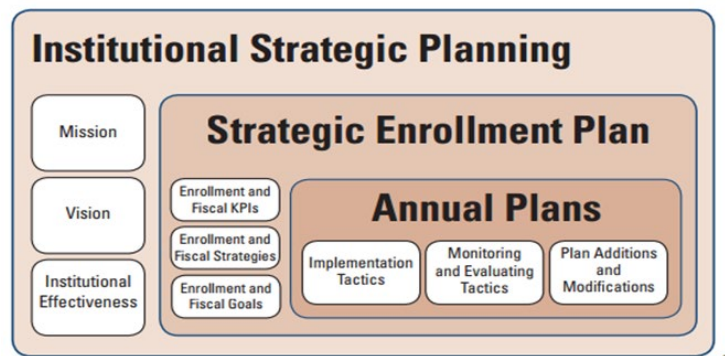 Institutional Strategic Planning
Mission
Vision
Institutional
Effectiveness
Strategic Enrollment Plan
Enrollment and
Fiscal KPIs
Enrollment and
Fiscal Strategies
Enrollment and
Fiscal Goals
Annual Plans
Implementation
Tactics
Monitoring
and Evaluating
Tactics
Plan Additions
and
Modifications